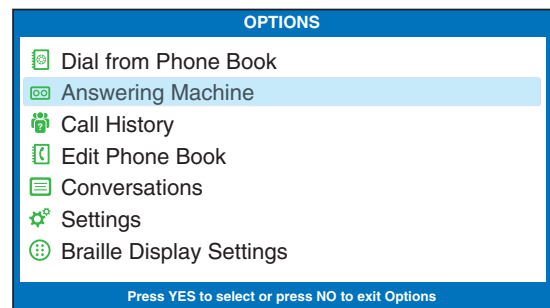 OPTIONS
Dial from Phone Book
Answering Machine
Call History
Edit Phone Book
Conversations
Settings
Braille Display Settings
Press YES to select or press NO to exit Options